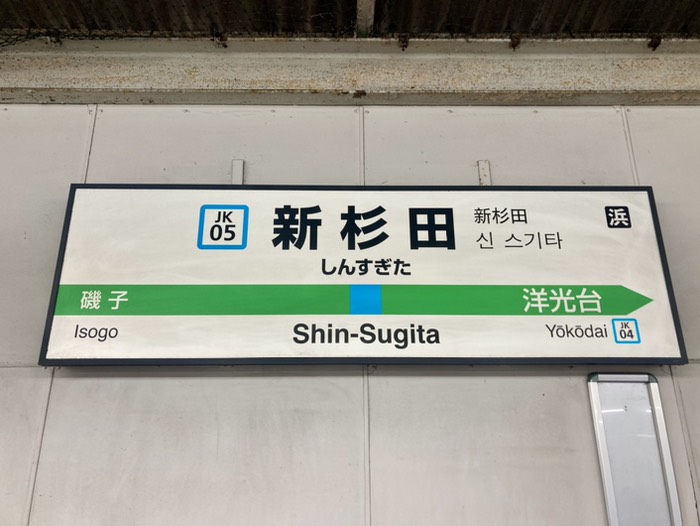 JK
05
新杉田
新杉田
신 스기타
浜
しんすぎた
磯子
洋光台
Isogo
Shin-Sugita
Yōkōdai
JK
04